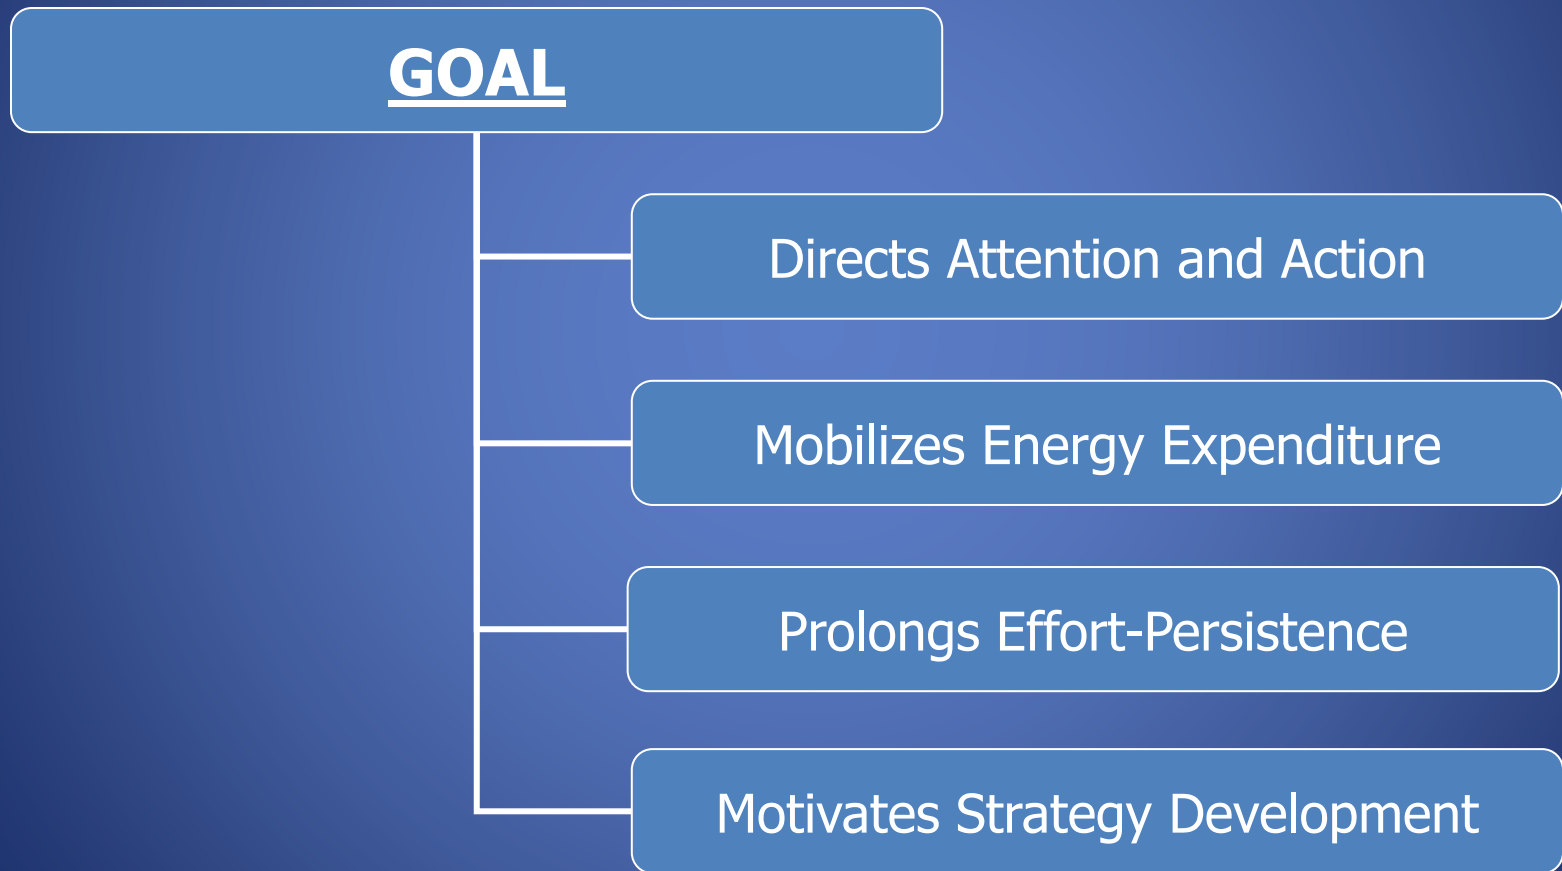 GOAL
Directs Attention and Action
Mobilizes Energy Expenditure
Prolongs Effort-Persistence
Motivates Strategy Development